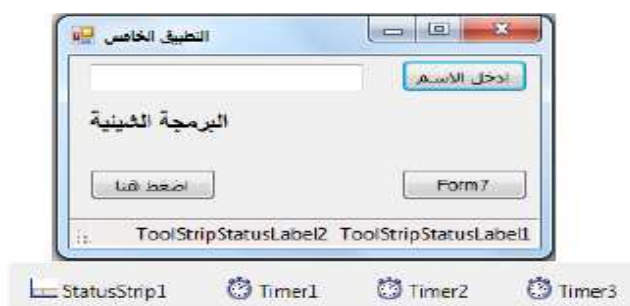 التطبيق الخامس
ادخل الاسم
البرمجة الشيئية
اضغط هنا
Form7
ToolStripStatusLabel2 ToolStripStatusLabel1
StatusStrip1 Timer1 Timer2 Timer3